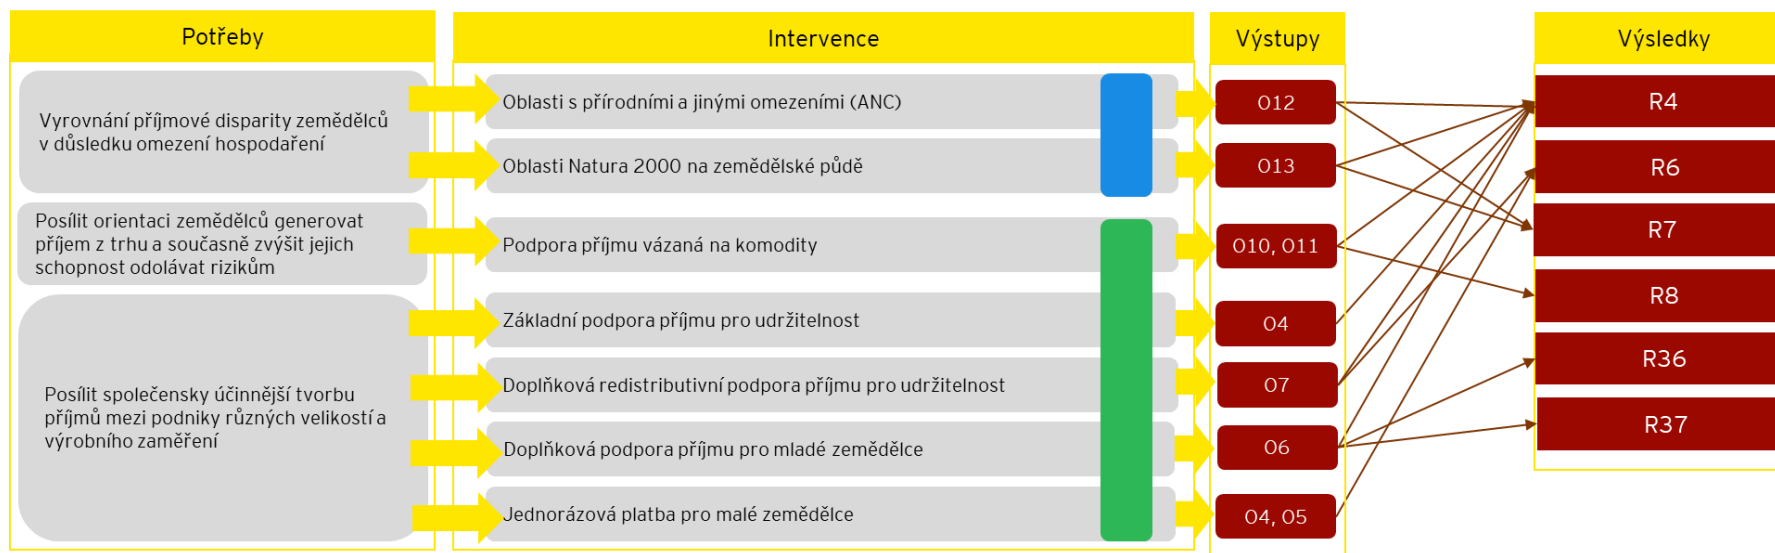 Potřeby
Intervence
Výstupy
Výsledky
Vyrovnání příjmové disparity zemědělců
v důsledku omezení hospodaření
Oblasti s přírodními a jinými omezeními (ANC)
O12
R4
Oblasti Natura 2000 na zemědělské půdě
O13
R6
Posílit orientaci zemědělců generovat
příjem z trhu a současně zvýšit jejich
schopnost odolávat rizikům
Podpora příjmu vázaná na komodity
O10, O11
R7
R8
Posílit společensky účinnější tvorbu
příjmů mezi podniky různých velikostí a
výrobního zaměření
Základní podpora příjmu pro udržitelnost
O4
Doplňková redistributivní podpora příjmu pro udržitelnost
O7
R36
Doplňková podpora příjmu pro mladé zemědělce
O6
R37
Jednorázová platba pro malé zemědělce
O4, O5